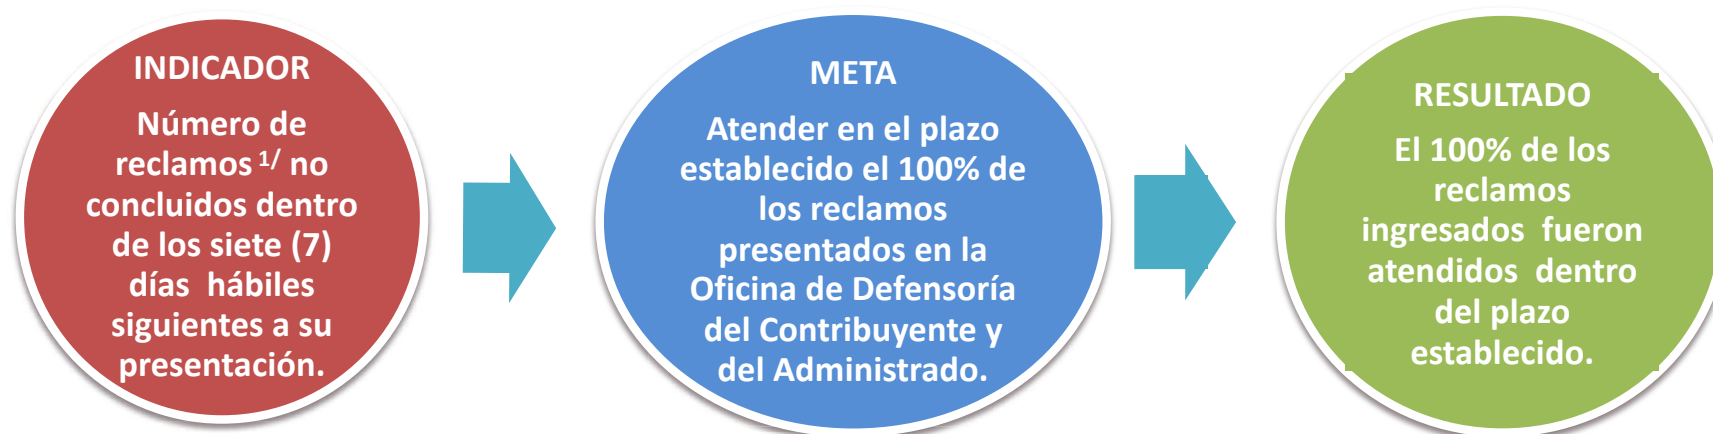 INDICADOR
Número de
reclamos 1/ no
concluidos dentro
de los siete (7)
días hábiles
siguientes a su
presentación.
META
Atender en el plazo
establecido el 100% de
los reclamos
presentados en la
Oficina de Defensoría
del Contribuyente y
del Administrado.
RESULTADO
El 100% de los
reclamos
ingresados fueron
atendidos dentro
del plazo
establecido.